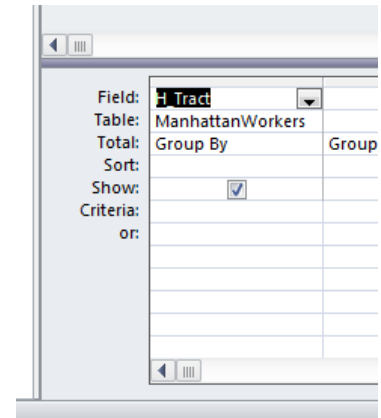 Field: H_Tract
Table: ManhattanWorkers
Total: Group By Group
Sort:
Show:
Criteria:
or: